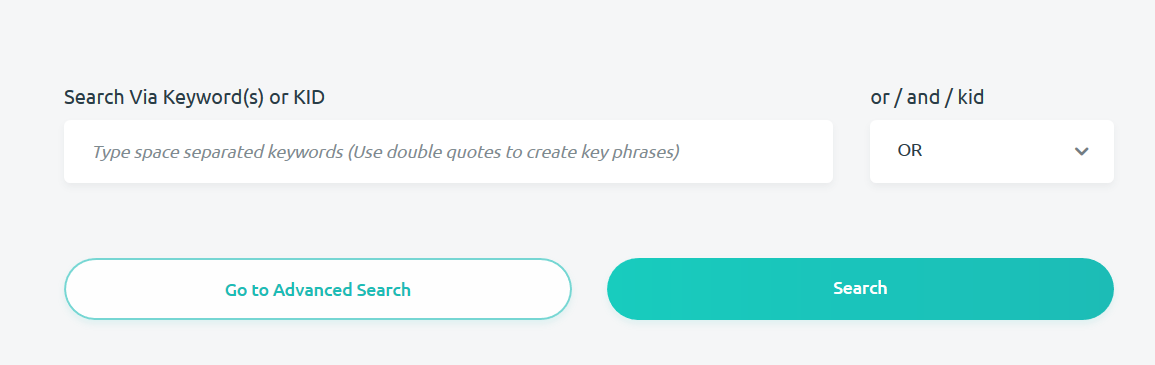 Search Via Keyword(s) or KID
or / and / kid
Type space separated keywords (Use double quotes to create key phrases)
OR
Go to Advanced Search
Search